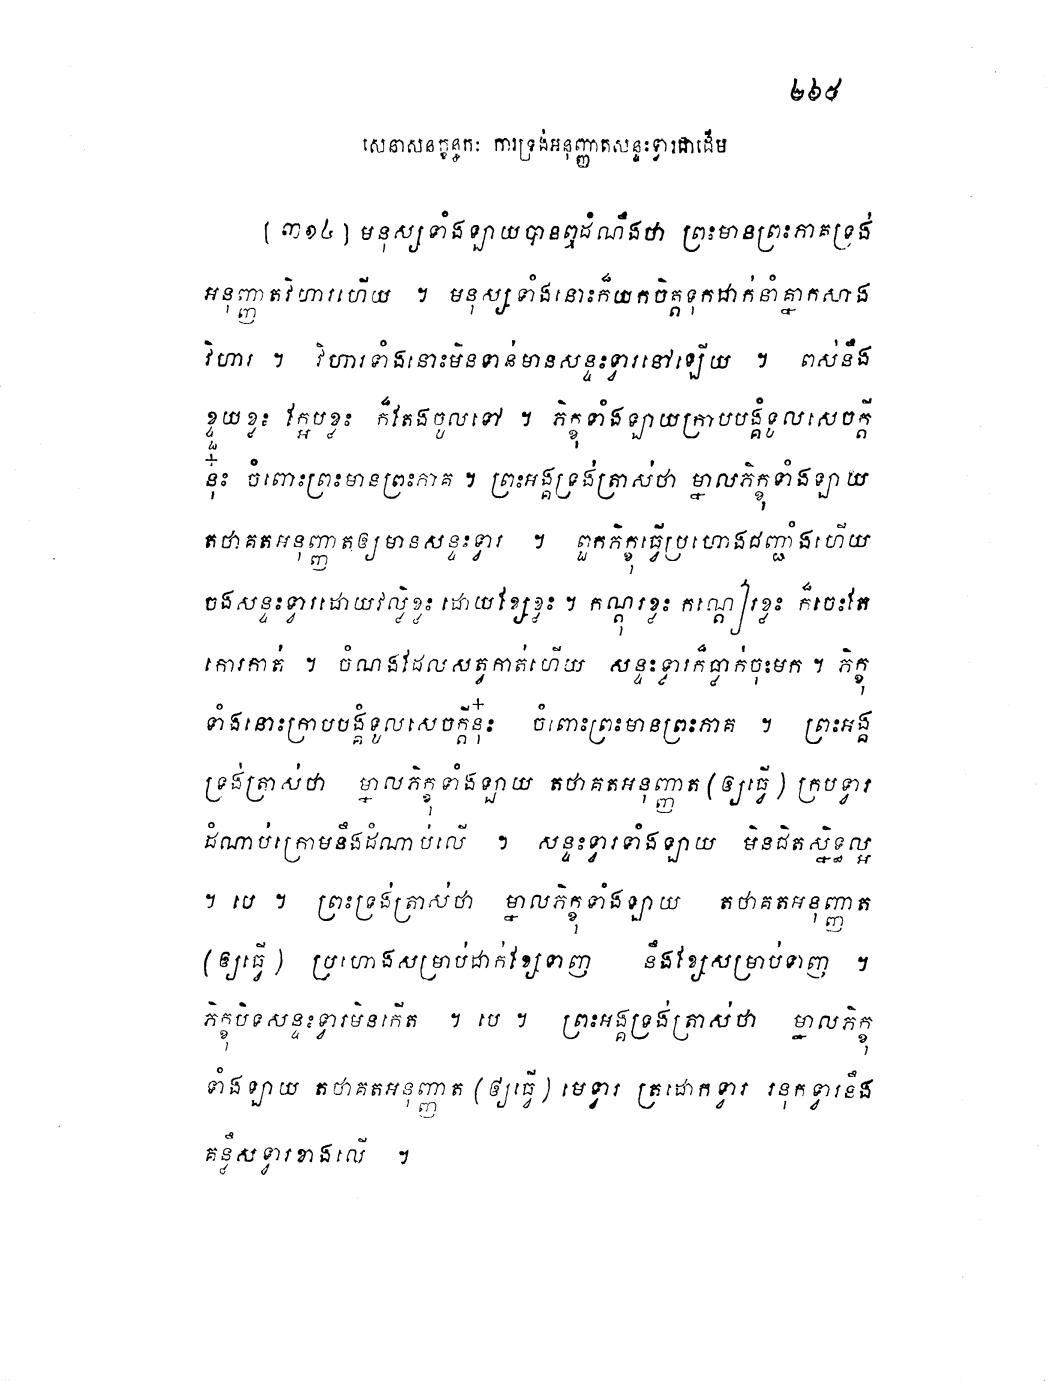 ២៦៩
សេនាសនក្ខន្ធកៈ ការទ្រង់អនុញ្ញាតសន្ទះទ្វារជាដើម
[ ៣១៤ ] មនុស្សទាំងឡាយបានឮដំណឹងថា ព្រះមានព្រះភាគទ្រង់
អនុញ្ញាតវិហារហើយ ។ មនុស្សទាំងនោះក៏យកចិត្តទុកដាក់នាំគ្នាកសាង
វិហារ ។ វិហារទាំងនោះមិនទាន់មានសន្ទះទ្វារនៅឡើយ ។ ពស់នឹង
ខ្ទួយខ្លះ ក្អែបខ្លះ ក៏តែងចូលទៅ ។ ភិក្ខុទាំងឡាយក្រាបបង្គំទូលសេចក្តី
នុ៎ះ ចំពោះព្រះមានព្រះភាគ ។ ព្រះអង្គទ្រង់ត្រាស់ថា ម្នាលភិក្ខុទាំងឡាយ
តថាគតអនុញ្ញាតឲ្យមានសន្ទះទ្វារ ។ ពួកភិក្ខុធ្វើប្រហោងជញ្ជាំងហើយ
ចងសន្ទះទ្វារដោយវល្លិ៍ខ្លះ ដោយខ្សែខ្លះ ។ កណ្តុរខ្លះ កណ្តៀរខ្លះ ក៏ចេះតែ
កោរកាត់ ។ ចំណងដែលសត្វកាត់ហើយ សន្ទះទ្វារក៏ធ្លាក់ចុះមក ។ ភិក្ខុ
ទាំងនោះក្រាបបង្គំទូលសេចក្តីនុ៎ះ ចំពោះព្រះមានព្រះភាគ ។ ព្រះអង្គ
ទ្រង់ត្រាស់ថា ម្នាលភិក្ខុទាំងឡាយ តថាគតអនុញ្ញាត (ឲ្យធ្វើ) ក្របទ្វារ
ដំណាប់ក្រោមនឹងដំណាប់លើ ។ សន្ទះទ្វារទាំងឡាយ មិនជិតស្និទ្ធល្អ
។ បេ ។ ព្រះទ្រង់ត្រាស់ថា ម្នាលភិក្ខុទាំងឡាយ តថាគតអនុញ្ញាត
(ឲ្យធ្វើ) ប្រហោងសម្រាប់ដាក់ខ្សែទាញ នឹងខ្សែសម្រាប់ទាញ ។
ភិក្ខុបិទសន្ទះទ្វារមិនកើត ។ បេ ។ ព្រះអង្គទ្រង់ត្រាស់ថា ម្នាលភិក្ខុ
ទាំងឡាយ តថាគតអនុញ្ញាត (ឲ្យធ្វើ) មេទ្វារ ត្រដោកទ្វារ រនុកទ្វារនឹង
គន្លឹសទ្វារខាងលើ ។